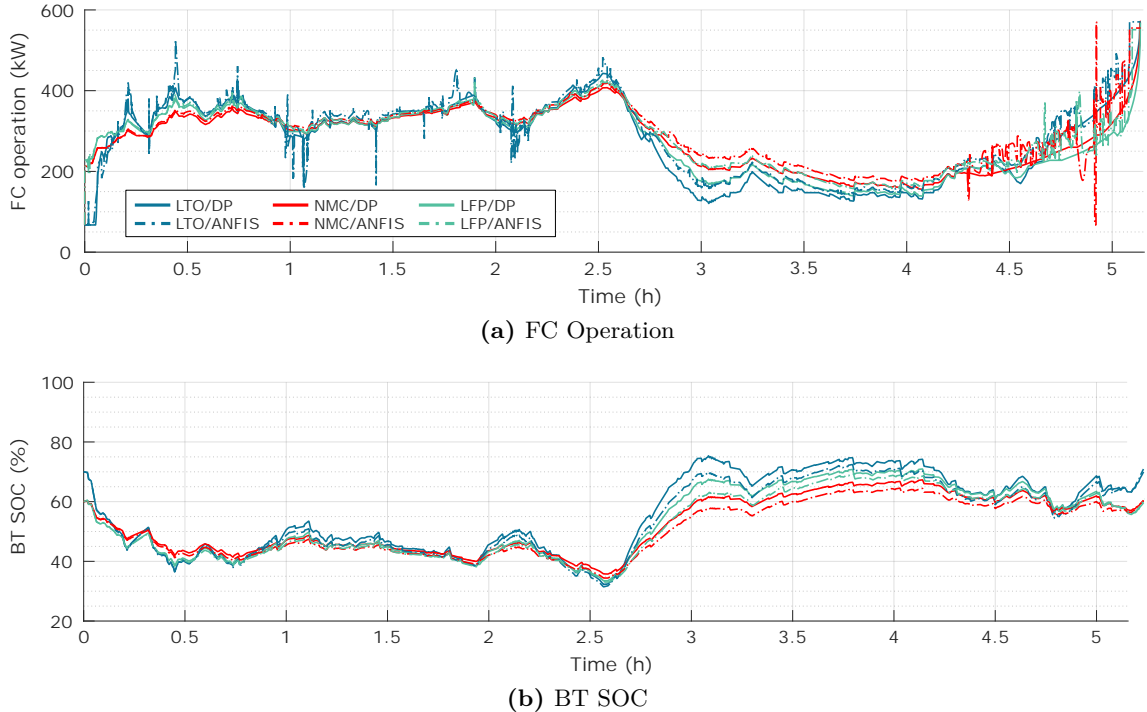 600
400
200
0
FC operation (kW)
LTO/DP NMC/DP LFP/DP
LTO/ANFIS NMC/ANFIS LFP/ANFIS
0 0.5 1 1.5 2 2.5 3 3.5 4 4.5 5
Time (h)
(a) FC Operation
100
80
60
40
20
BT SOC (%)
0 0.5 1 1.5 2 2.5 3 3.5 4 4.5 5
Time (h)
(b) BT SOC